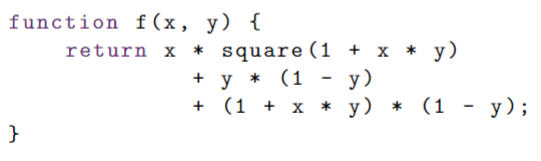 function f(x, y) {
    return x * square(1 + x * y)
             + y * (1 - y)
             + (1 + x * y) * (1 - y);
}